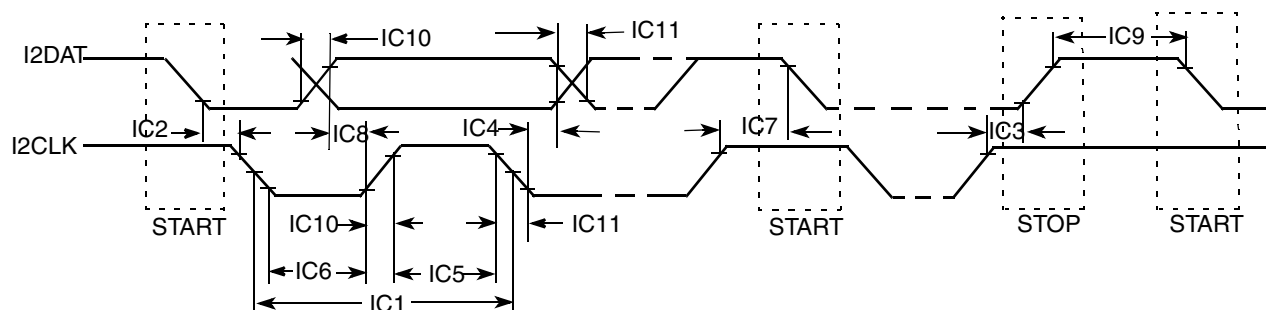 IC10
IC11
IC9
I2DAT
IC2
IC8
IC4
IC7
IC3
I2CLK
START
IC10
IC11
START
STOP
START
IC6
IC5
IC1